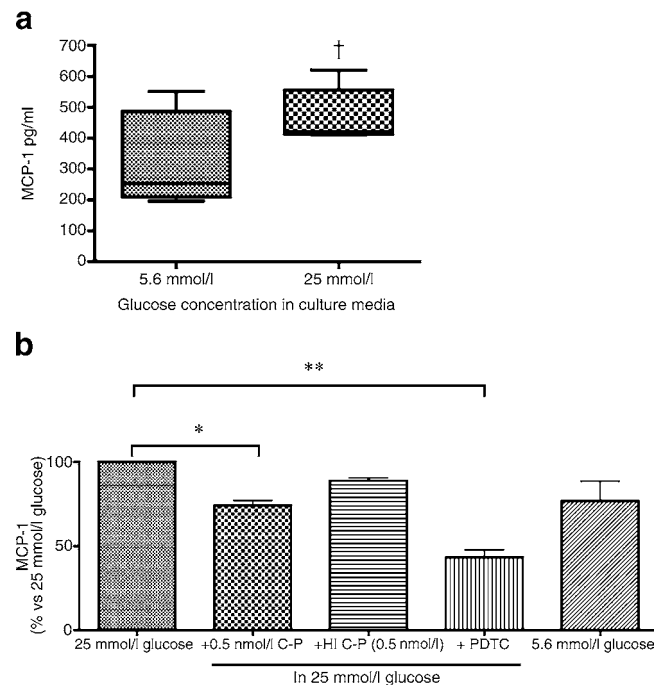 a
MCP-1 pg/ml
700
600
500
400
300
200
100
0
†
5.6 mmol/l
25 mmol/l
Glucose concentration in culture media
b
**
*
MCP-1
(% vs 25 mmol/l glucose)
100
50
0
25 mmol/l glucose
+0.5 nmol/l C-P
+HI C-P (0.5 nmol/l)
+ PDTC
5.6 mmol/l glucose
In 25 mmol/l glucose